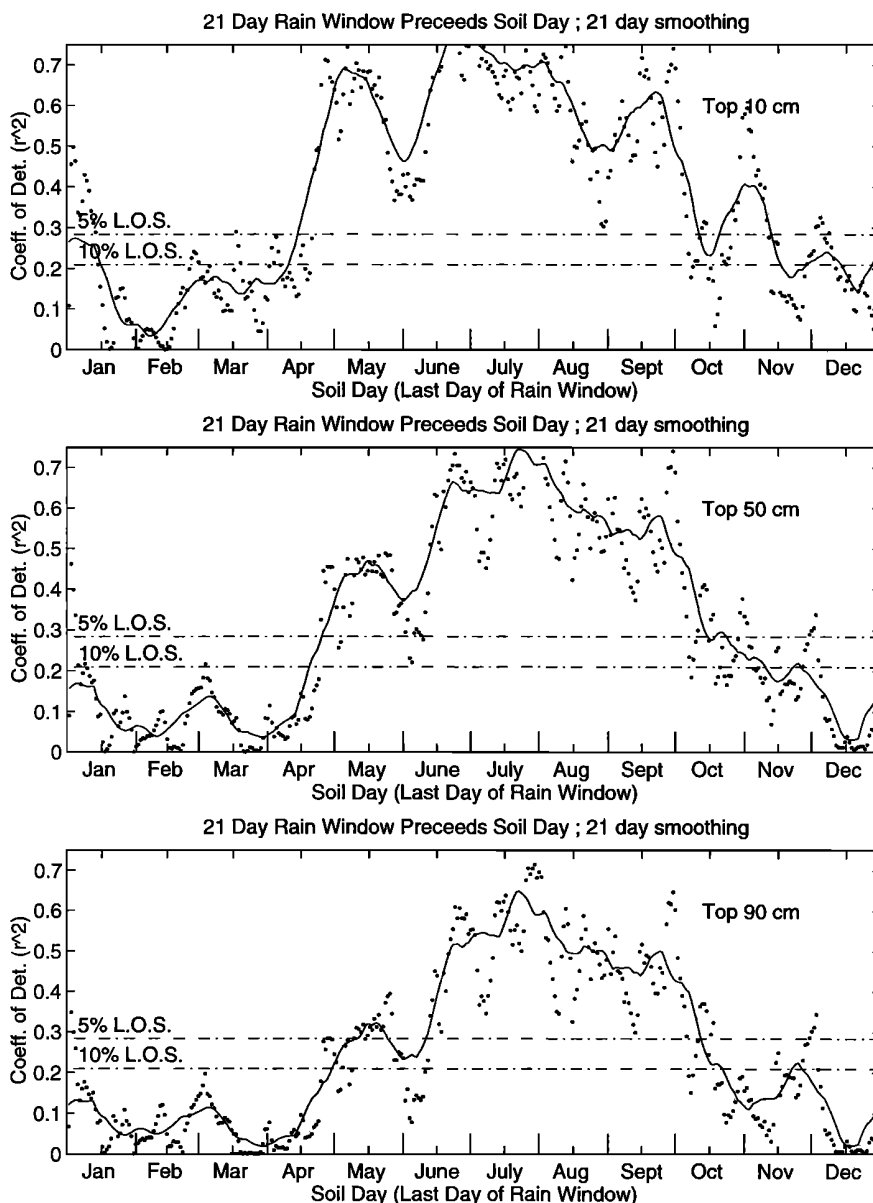 21 Day Rain Window Preceeds Soil Day ; 21 day smoothing
0.7
0.6
0.5
0.4
0.3
0.2
0.1
0
Coeff. of Det. (r^2)
Top 10 cm
5% L.O.S.
10% L.O.S.
Jan Feb Mar Apr May June July Aug Sept Oct Nov Dec
Soil Day (Last Day of Rain Window)
21 Day Rain Window Preceeds Soil Day ; 21 day smoothing
0.7
0.6
0.5
0.4
0.3
0.2
0.1
0
Coeff. of Det. (r^2)
Top 50 cm
5% L.O.S.
10% L.O.S.
Jan Feb Mar Apr May June July Aug Sept Oct Nov Dec
Soil Day (Last Day of Rain Window)
21 Day Rain Window Preceeds Soil Day ; 21 day smoothing
0.7
0.6
0.5
0.4
0.3
0.2
0.1
0
Coeff. of Det. (r^2)
Top 90 cm
5% L.O.S.
10% L.O.S.
Jan Feb Mar Apr May June July Aug Sept Oct Nov Dec
Soil Day (Last Day of Rain Window)